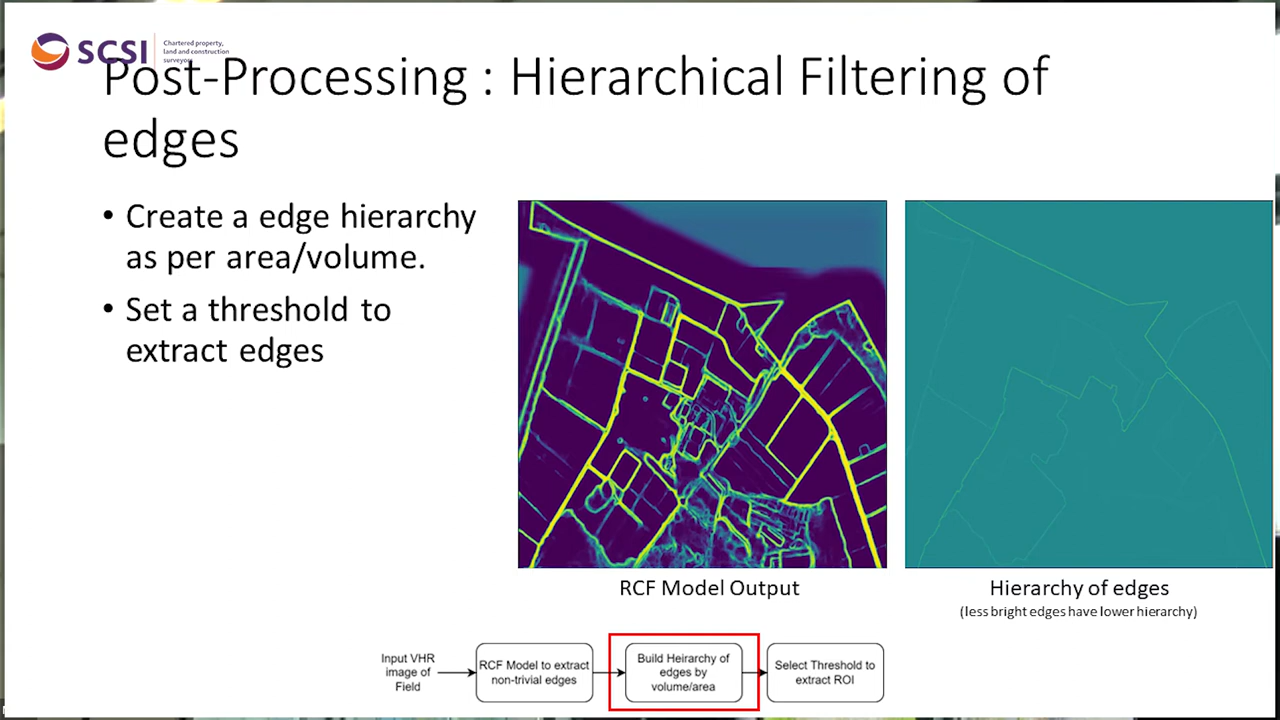 SCSI
Chartered property,
land and construction
surveyors
Post-Processing : Hierarchical Filtering of
edges
• Create a edge hierarchy
as per area/volume.
• Set a threshold to
extract edges
RCF Model Output
Hierarchy of edges
(less bright edges have lower hierarchy)
Input VHR
image of
Field
RCF Model to extract
non-trivial edges
Build Heirarchy of
edges by
volume/area
Select Threshold to
extract ROI